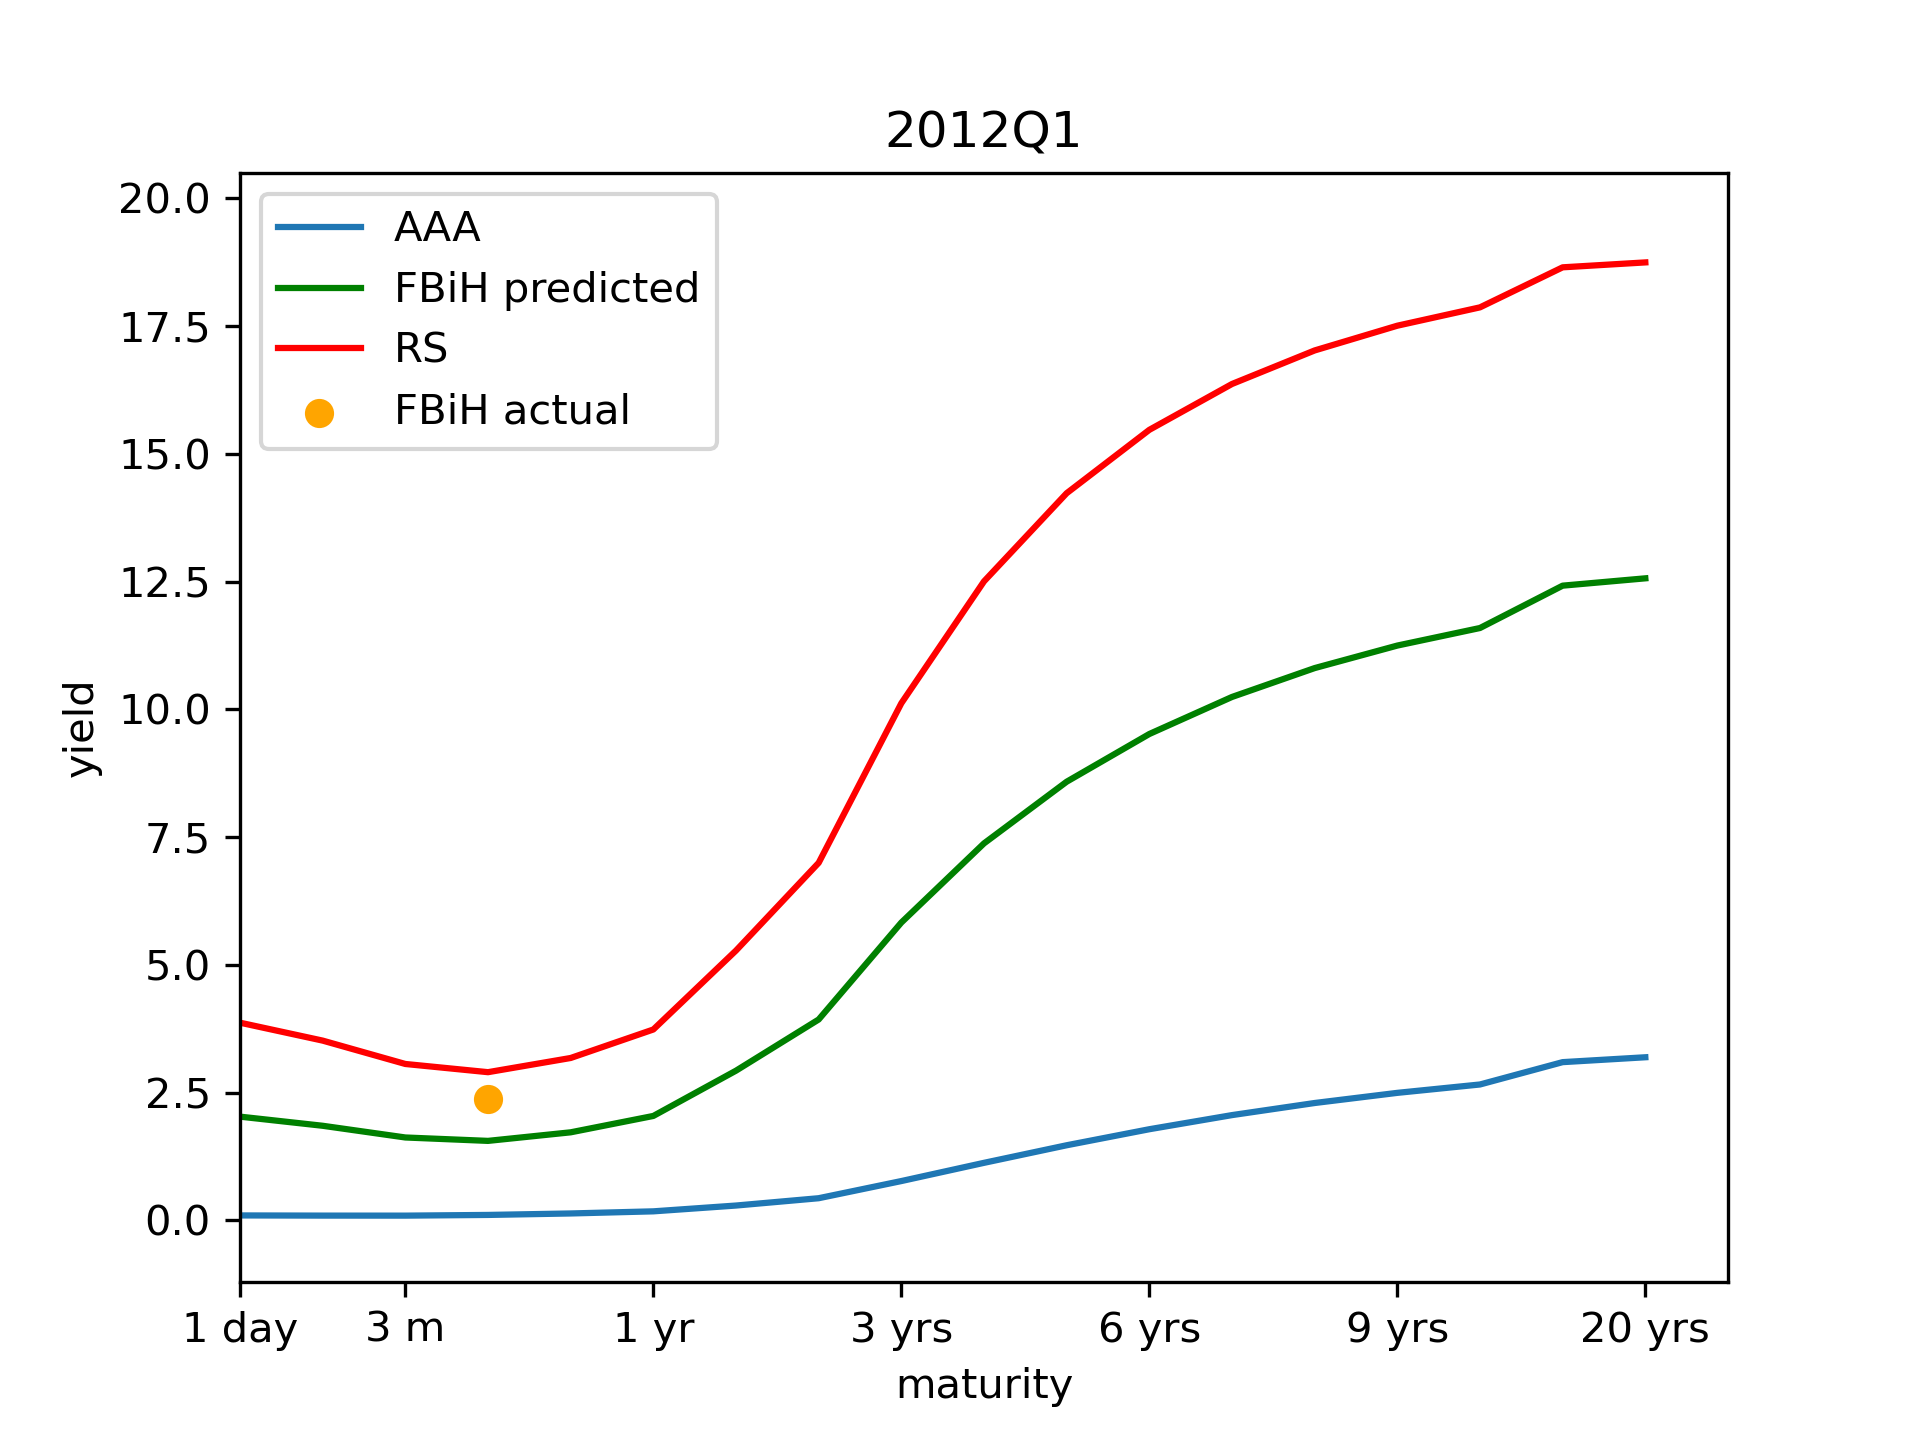 2012Q1
AAA
FBiH predicted
RS
FBiH actual
20.0
17.5
15.0
12.5
10.0
7.5
5.0
2.5
0.0
yield
1 day 3 m 1 yr 3 yrs 6 yrs 9 yrs 20 yrs
maturity